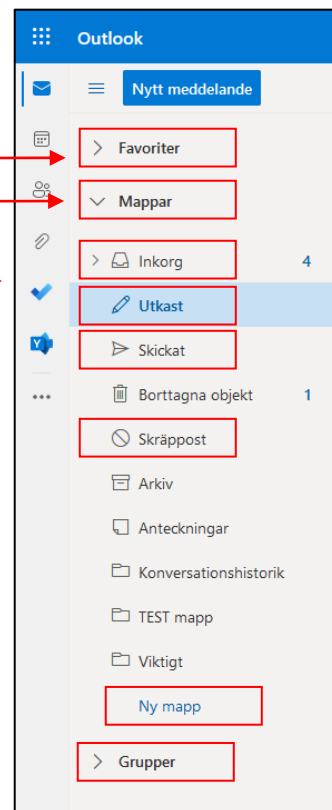 Outlook
Nytt meddelande
Favoriter
Mappar
Inkorg 4
Utkast
Skickat
Borttagna objekt 1
Skräppost
Arkiv
Anteckningar
Konversationshistorik
TEST mapp
Viktigt
Ny mapp
Grupper